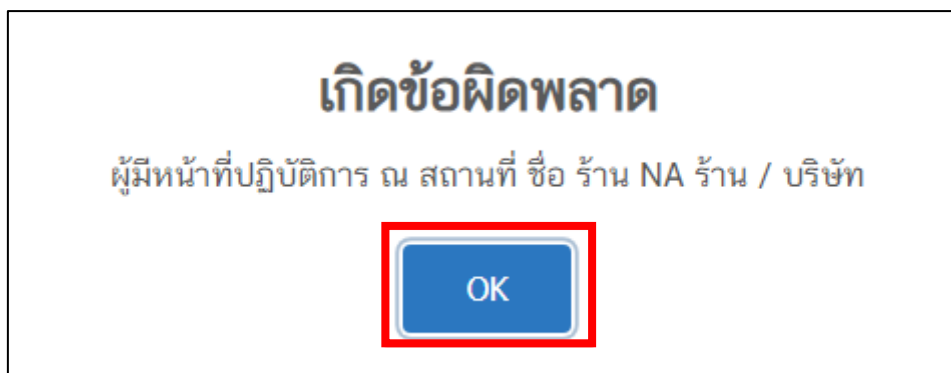 เกิดข้อผิดพลาด
ผู้มีหน้าที่ปฏิบัติการ ณ สถานที่ ชื่อ ร้าน NA ร้าน / บริษัท
OK